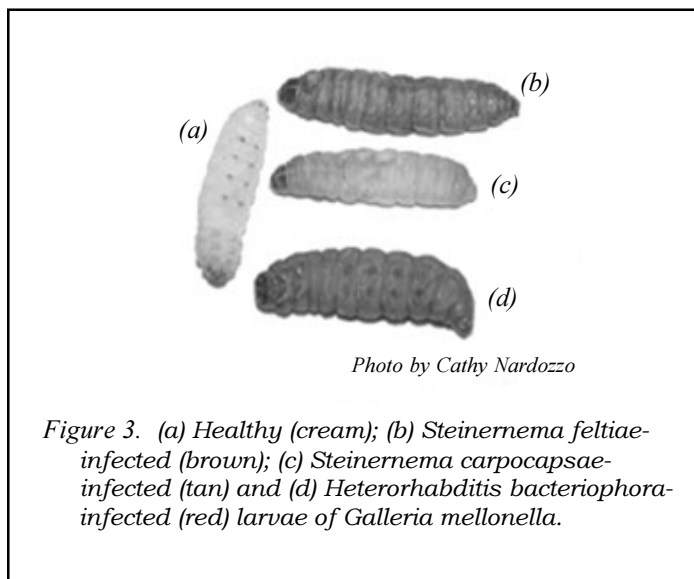 (a)
(b)
(c)
(d)
Photo by Cathy Nardozzo
Figure 3. (a) Healthy (cream); (b) Steinernema feltiae-
infected (brown); (c) Steinernema carpocapsae-
infected (tan) and (d) Heterorhabditis bacteriophora-
infected (red) larvae of Galleria mellonella.